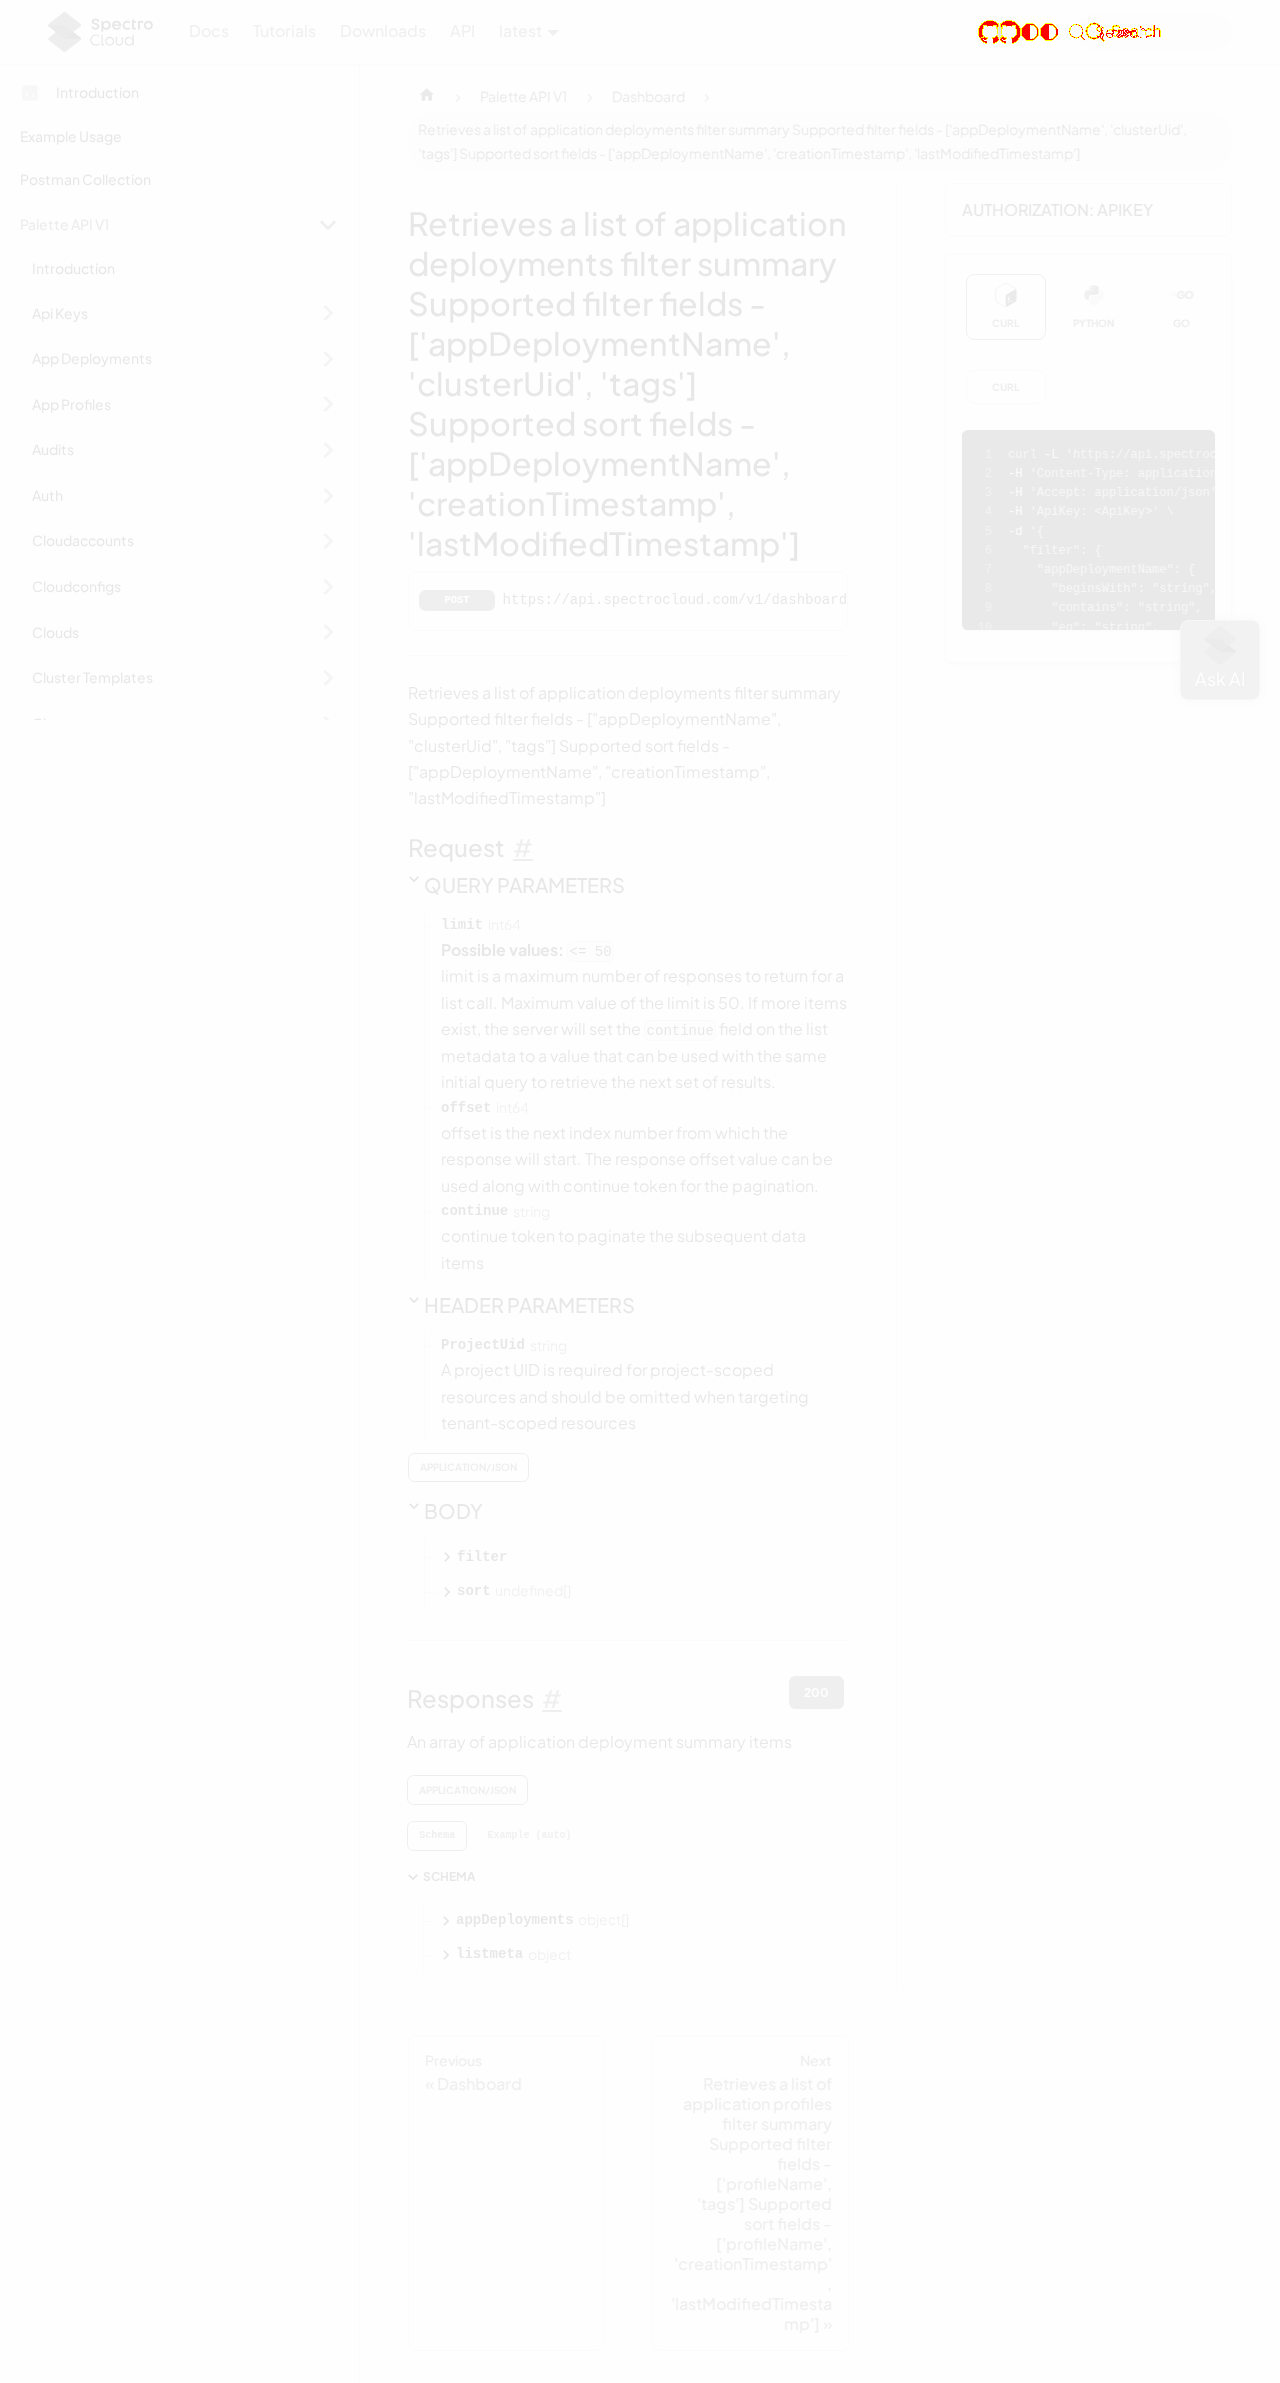 Spectro
Cloud
Docs
Tutorials
Downloads
API
latest
Introduction
Example Usage
Postman Collection
Palette API V1
Introduction
Api Keys
App Deployments
App Profiles
Audits
Auth
Cloudaccounts
Cloudconfigs
Clouds
Cluster Templates
Palette API V1
Dashboard
Retrieves a list of application deployments filter summary Supported filter fields - ['appDeploymentName', 'clusterUid',
'tags'] Supported sort fields - ['appDeploymentName', 'creationTimestamp', 'lastModifiedTimestamp']
Retrieves a list of application
deployments filter summary
Supported filter fields -
['appDeploymentName',
'clusterUid', 'tags']
Supported sort fields -
['appDeploymentName',
'creationTimestamp',
'lastModifiedTimestamp']
POST https://api.spectrocloud.com/v1/dashboard
Retrieves a list of application deployments filter summary
Supported filter fields - ["appDeploymentName",
"clusterUid", "tags"] Supported sort fields -
["appDeploymentName", "creationTimestamp",
"lastModifiedTimestamp"]
Request #
QUERY PARAMETERS
limit int64
Possible values: <= 50
limit is a maximum number of responses to return for a
list call. Maximum value of the limit is 50. If more items
exist, the server will set the continue field on the list
metadata to a value that can be used with the same
initial query to retrieve the next set of results.
offset int64
offset is the next index number from which the
response will start. The response offset value can be
used along with continue token for the pagination.
continue string
continue token to paginate the subsequent data
items
HEADER PARAMETERS
ProjectUid string
A project UID is required for project-scoped
resources and should be omitted when targeting
tenant-scoped resources
APPLICATION/JSON
BODY
filter
sort undefined[]
Responses #
200
An array of application deployment summary items
APPLICATION/JSON
Schema
Example (auto)
SCHEMA
appDeployments object[]
listmeta object
Previous
« Dashboard
Next
Retrieves a list of
application profiles
filter summary
Supported filter
fields -
['profileName',
'tags'] Supported
sort fields -
['profileName',
'creationTimestamp'
,
'lastModifiedTimesta
mp'] »
AUTHORIZATION: APIKEY
CURL
PYTHON
GO
GO
CURL
1 curl -L 'https://api.spectroc
2 -H 'Content-Type: application
3 -H 'Accept: application/json'
4 -H 'ApiKey: <ApiKey>' \
5 -d '{
6 "filter": {
7 "appDeploymentName": {
8 "beginsWith": "string",
9 "contains": "string",
10 "eq": "string"
Ask AI